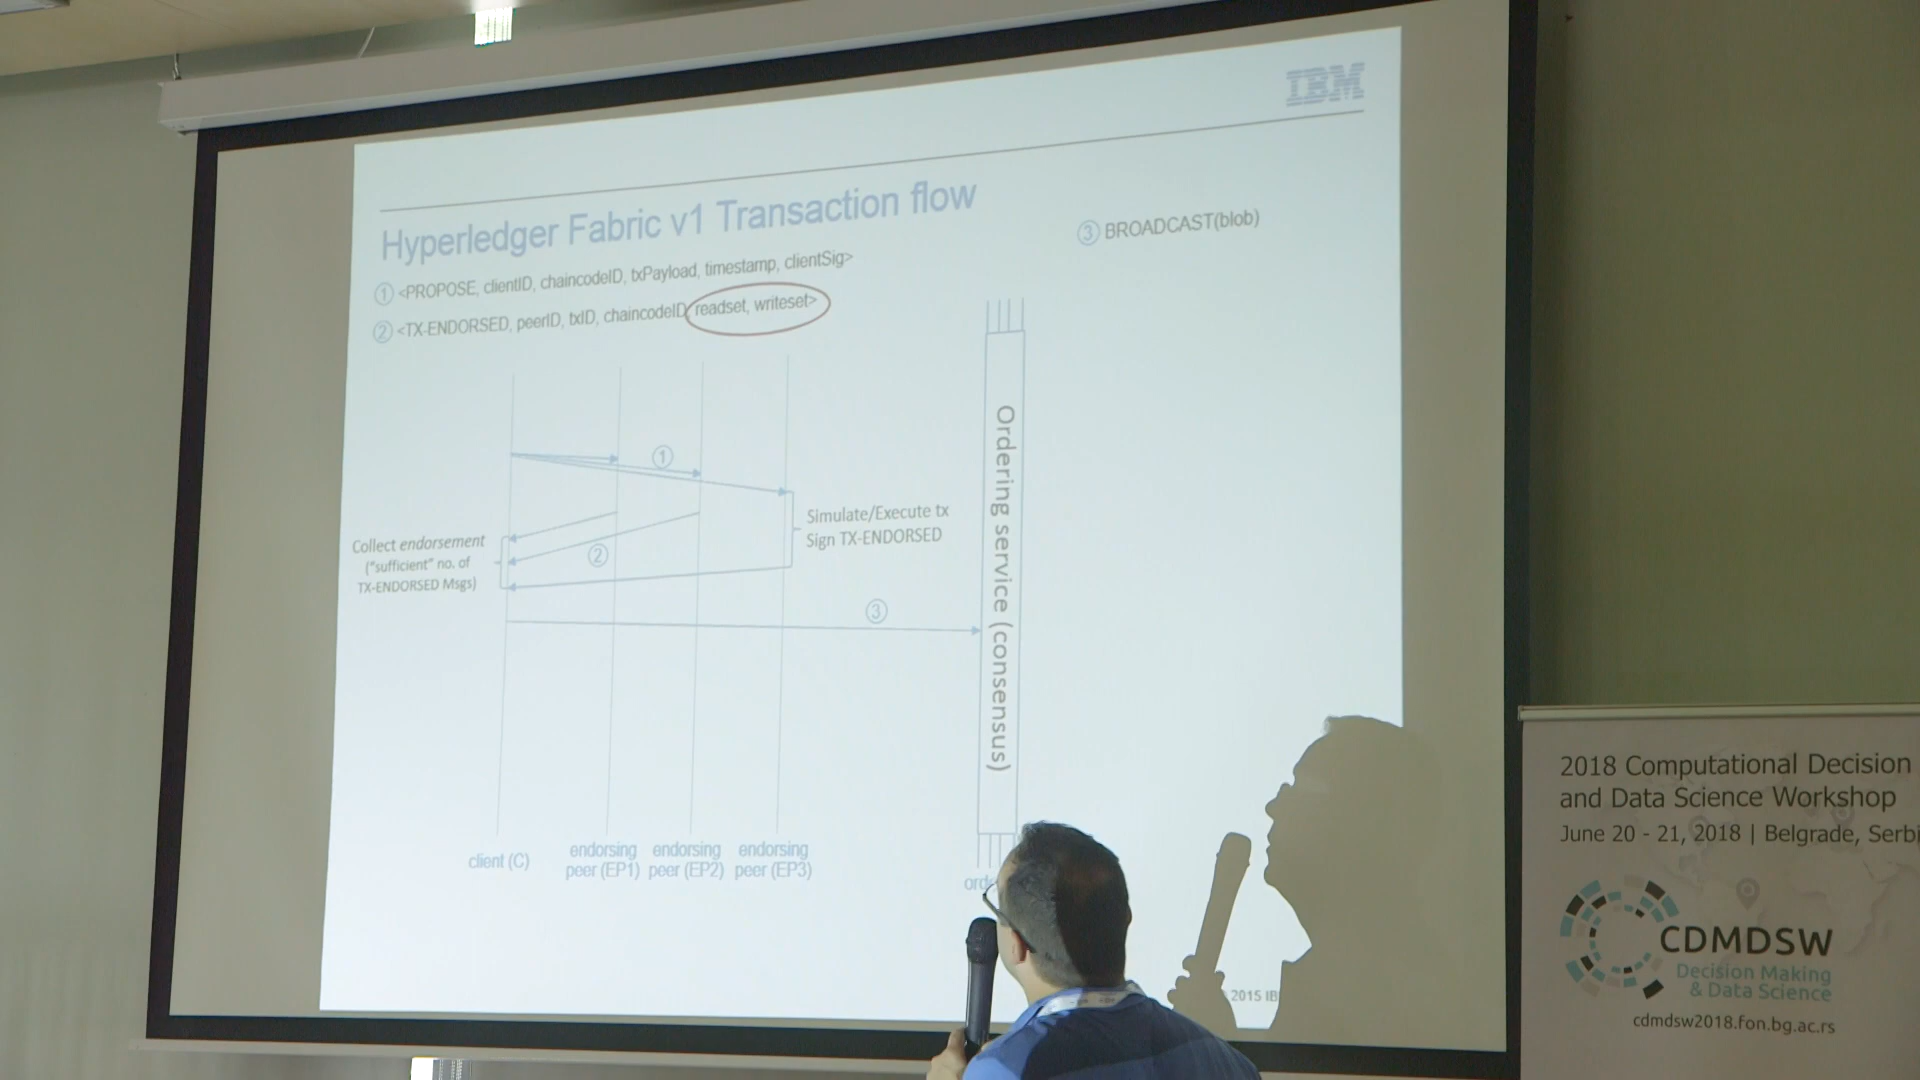 IBM
Hyperledger Fabric v1 Transaction flow
① <PROPOSE, clientID, chaincodeID, txPayload, timestamp, clientSig>
② <TX-ENDORSED, peerID, txID, chaincodeID, readset, writeset>
③ BROADCAST(blob)
①
Simulate/Execute tx
Sign TX-ENDORSED
Collect endorsement
("sufficient" no. of
TX-ENDORSED Msgs)
②
③
Ordering service (consensus)
client (C)
endorsing
peer (EP1)
endorsing
peer (EP2)
endorsing
peer (EP3)
2015 IB
2018 Computational Decision
and Data Science Workshop
June 20 - 21, 2018 | Belgrade, Serbi
CDMDSW
Decision Making
& Data Science
cdmdsw2018.fon.bg.ac.rs